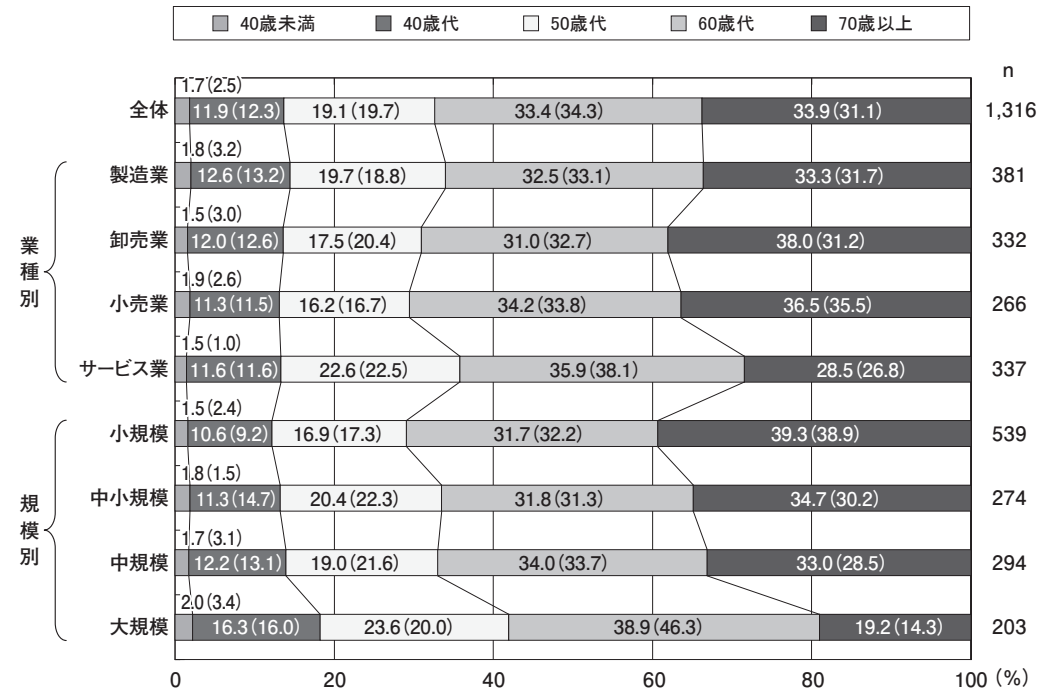 40歳未満 40歳代 50歳代 60歳代 70歳以上
n
1.7(2.5)
全体 11.9(12.3) 19.1(19.7) 33.4(34.3) 33.9(31.1) 1,316
業種別
1.8(3.2)
製造業 12.6(13.2) 19.7(18.8) 32.5(33.1) 33.3(31.7) 381
1.5(3.0)
卸売業 12.0(12.6) 17.5(20.4) 31.0(32.7) 38.0(31.2) 332
1.9(2.6)
小売業 11.3(11.5) 16.2(16.7) 34.2(33.8) 36.5(35.5) 266
1.5(1.0)
サービス業 11.6(11.6) 22.6(22.5) 35.9(38.1) 28.5(26.8) 337
規模別
1.5(2.4)
小規模 10.6(9.2) 16.9(17.3) 31.7(32.2) 39.3(38.9) 539
1.8(1.5)
中小規模 11.3(14.7) 20.4(22.3) 31.8(31.3) 34.7(30.2) 274
1.7(3.1)
中規模 12.2(13.1) 19.0(21.6) 34.0(33.7) 33.0(28.5) 294
2.0(3.4)
大規模 16.3(16.0) 23.6(20.0) 38.9(46.3) 19.2(14.3) 203
0 20 40 60 80 100 (%)